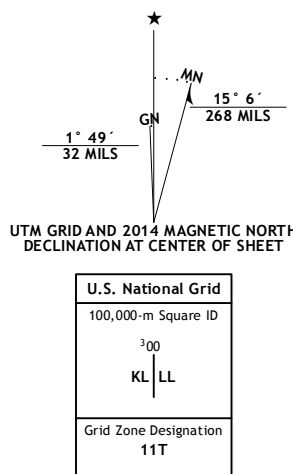 ★
MN
GN
15° 6´
268 MILS
1° 49´
32 MILS
UTM GRID AND 2014 MAGNETIC NORTH
DECLINATION AT CENTER OF SHEET
U.S. National Grid
100,000-m Square ID
³00
KL LL
Grid Zone Designation
11T